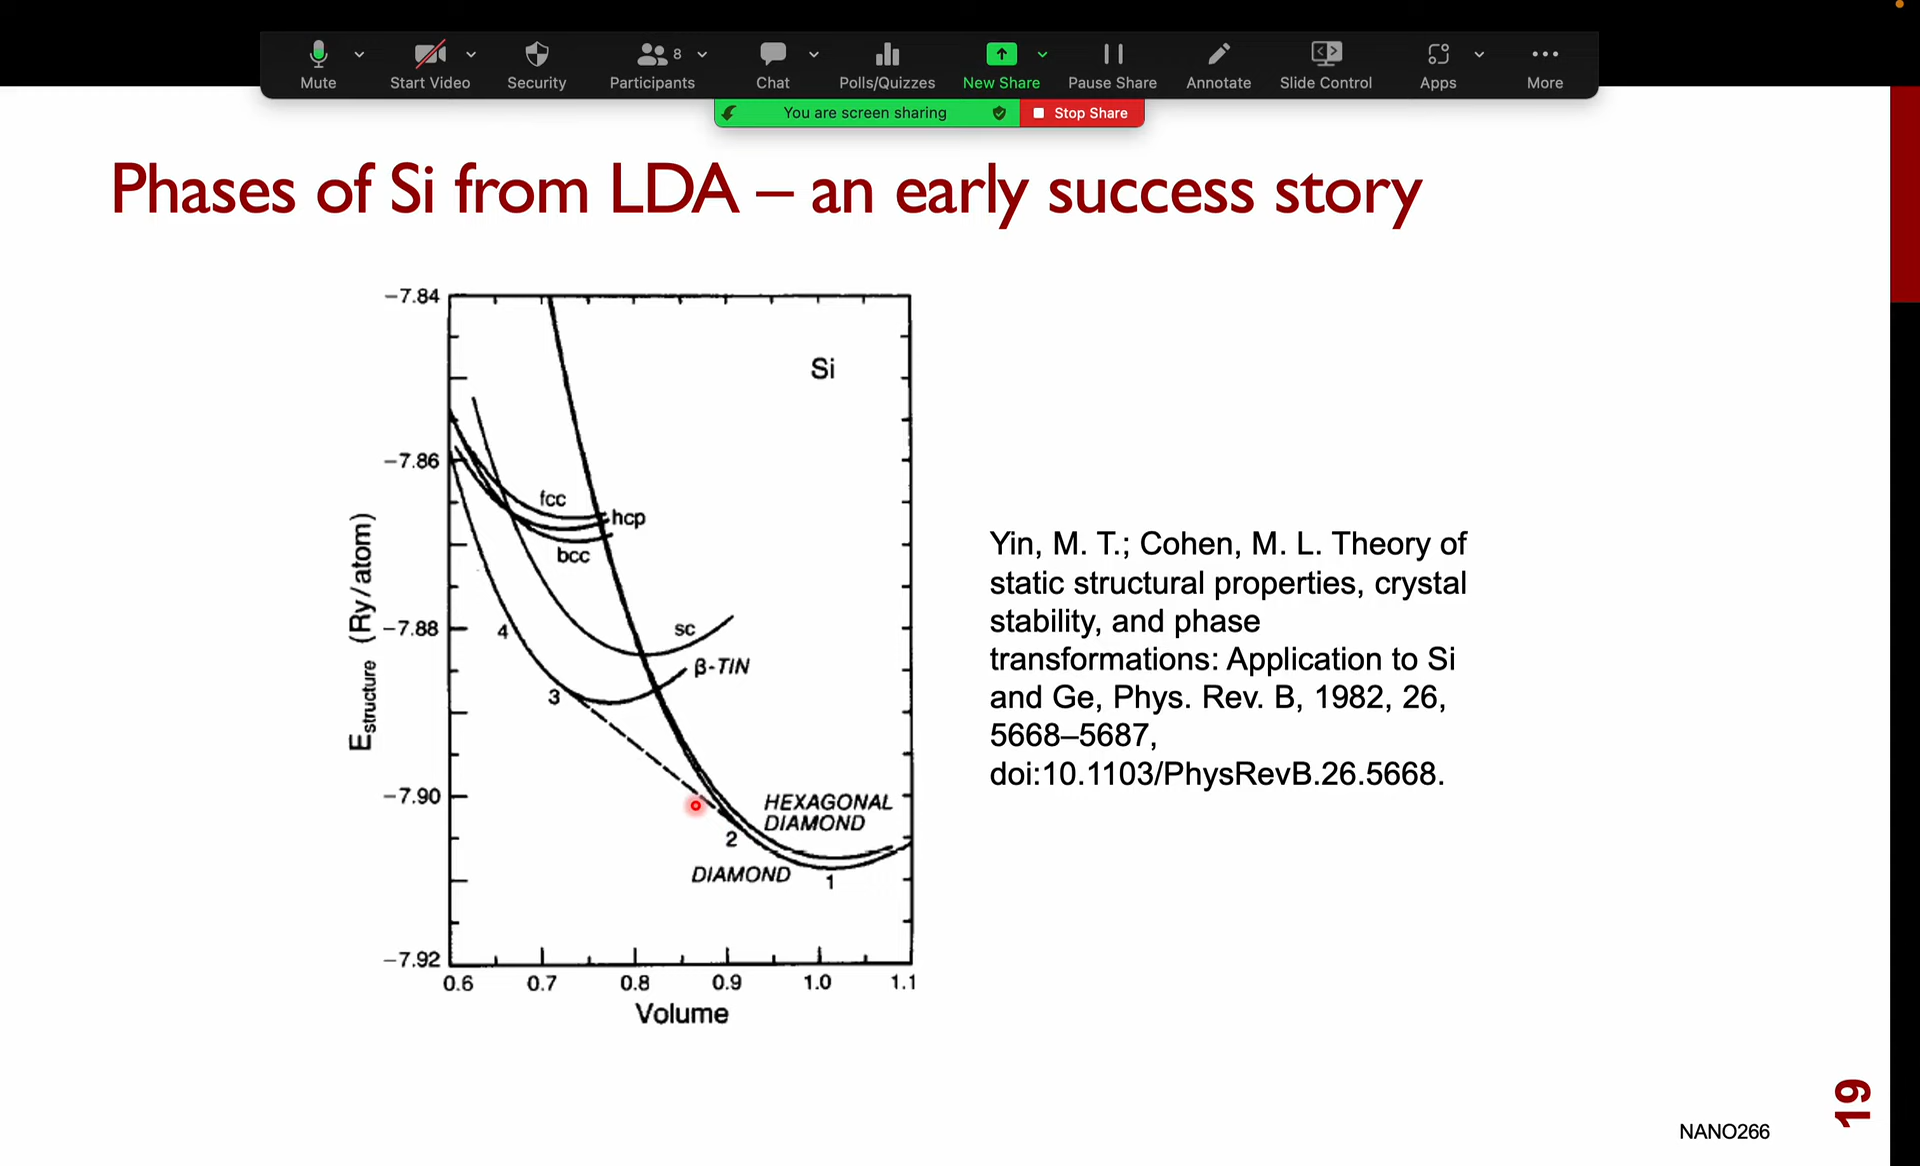 Mute
Start Video
Security
Participants
8
Chat
Polls/Quizzes
New Share
Pause Share
Annotate
Slide Control
Apps
More
You are screen sharing
Stop Share
Phases of Si from LDA – an early success story
−7.84
−7.86
−7.88
−7.90
−7.92
Estructure (Ry/atom)
Si
fcc
hcp
bcc
sc
β-TIN
4
3
2
1
HEXAGONAL
DIAMOND
DIAMOND
0.6 0.7 0.8 0.9 1.0 1.1
Volume
Yin, M. T.; Cohen, M. L. Theory of
static structural properties, crystal
stability, and phase
transformations: Application to Si
and Ge, Phys. Rev. B, 1982, 26,
5668–5687,
doi:10.1103/PhysRevB.26.5668.
19
NANO266